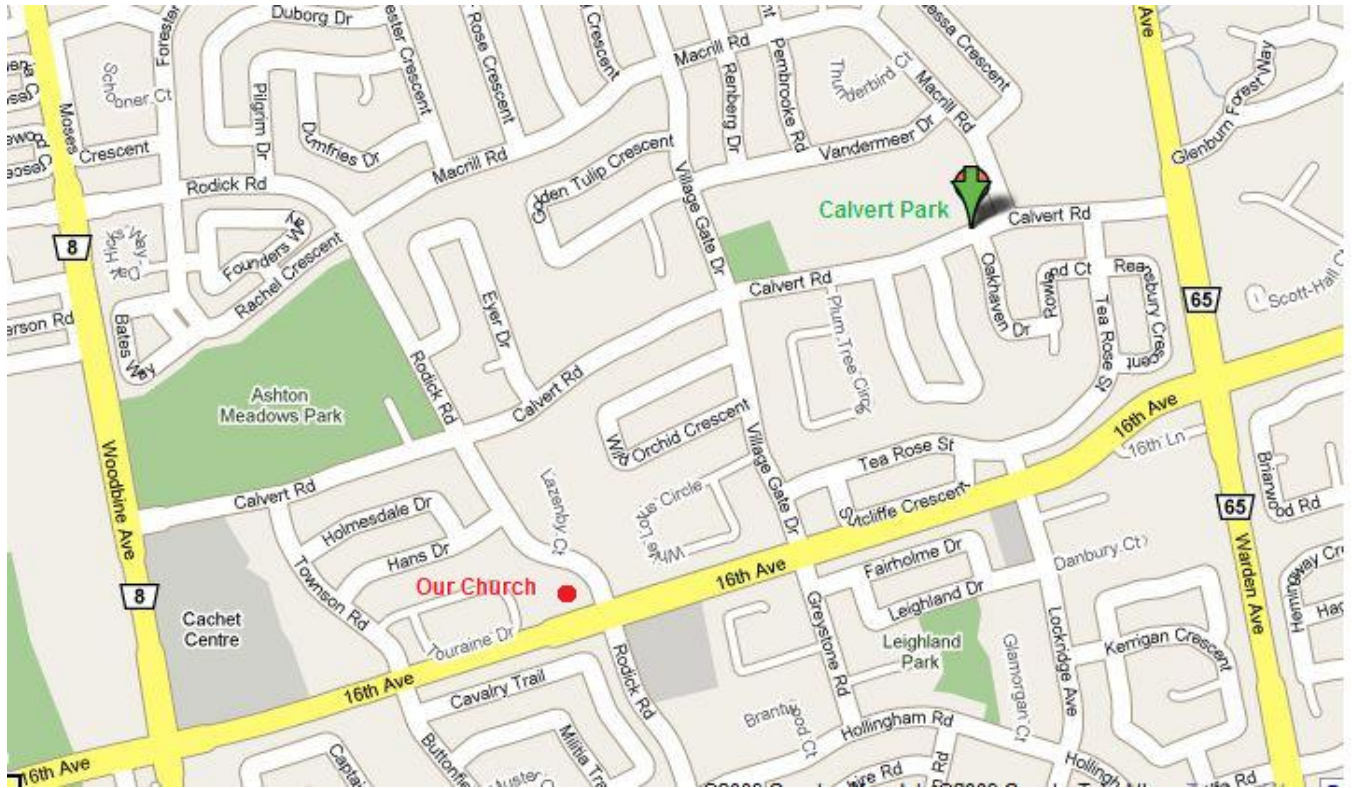 Duborg Dr
Forester
Schooner Ct
Pilgrim Dr
Dumfries Dr
Crescent
Rose Crescent
Macrill Rd
Renberg Dr
Pembrooke Rd
Thunderbird Ct
Crescent
Macrill Rd
Ave
Glenburn Forest Way
Moses
Crescent
Rodick Rd
Macrill Rd
Golden Tulip Crescent
Village Gate Dr
Vandermeer Dr
Calvert Park
Calvert Rd
8
Founders Way
Rachel Crescent
Bates Way
Eyer Dr
Calvert Rd
Plum Tree Circle
Oakhaven Dr
Tea Rose St
65
Scott-Hall
Ashton
Meadows Park
Rodick Rd
Calvert Rd
Wild Orchid Crescent
Village Gate Dr
Tea Rose St
16th Ave
16th Ln
Woodbine Ave
Calvert Rd
Holmesdale Dr
Hans Dr
Lazenby Ct
Briarwood Rd
65
Warden Ave
Townson Rd
Our Church
16th Ave
Fairholme Dr
Danbury Ct
Leighland Dr
8
Cachet
Centre
Touraine Dr
Greystone Rd
Leighland
Park
Glamorgan Ct
Lockridge Ave
Kerrigan Crescent
16th Ave
Cavalry Trail
Rodick Rd
Brantwood Ct
Hollingham Rd
16th Ave